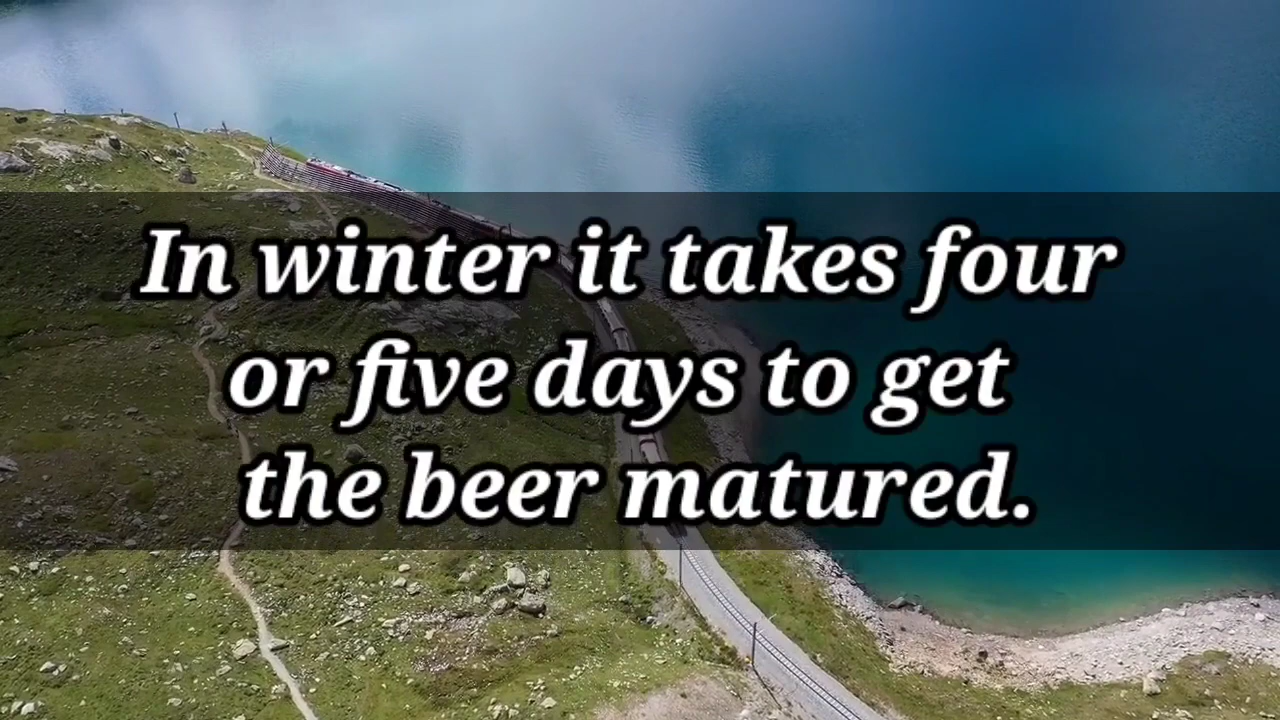 In winter it takes four
or five days to get
the beer matured.